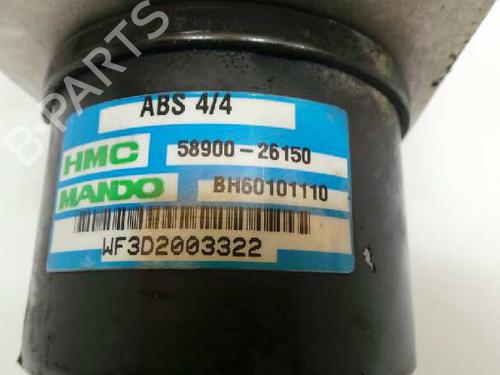 B-PARTS
ABS 4/4
HMC 58900-26150
MANDO BH60101110
WF3D2003322